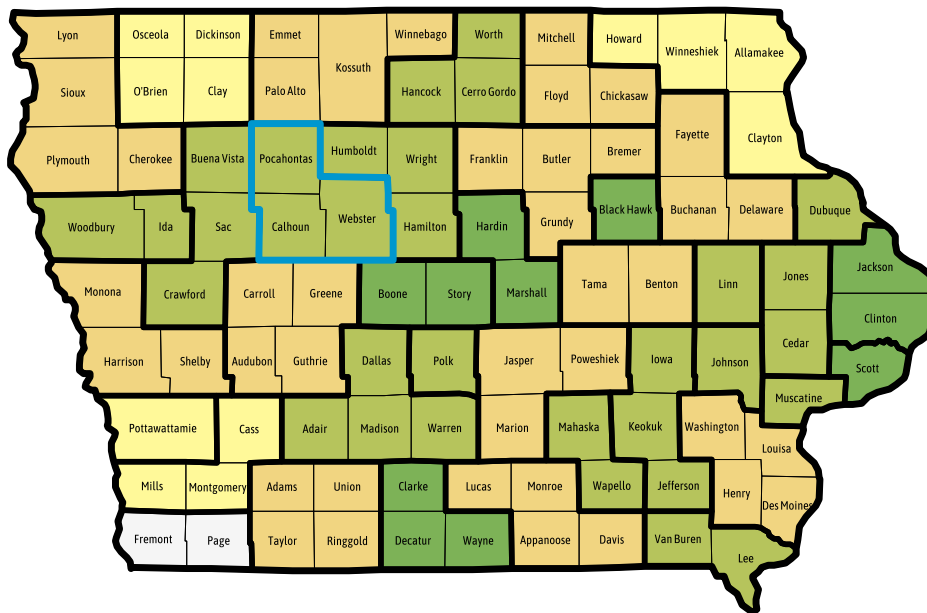 Lyon
Osceola
Dickinson
Emmet
Winnebago
Worth
Mitchell
Howard
Winneshiek
Allamakee
Kossuth
Sioux
O'Brien
Clay
Palo Alto
Hancock
Cerro Gordo
Floyd
Chickasaw
Fayette
Clayton
Plymouth
Cherokee
Buena Vista
Pocahontas
Humboldt
Wright
Franklin
Butler
Bremer
Woodbury
Ida
Sac
Calhoun
Webster
Hamilton
Hardin
Grundy
Black Hawk
Buchanan
Delaware
Dubuque
Monona
Crawford
Carroll
Greene
Boone
Story
Marshall
Tama
Benton
Linn
Jones
Jackson
Clinton
Harrison
Shelby
Audubon
Guthrie
Dallas
Polk
Jasper
Poweshiek
Iowa
Johnson
Cedar
Scott
Muscatine
Pottawattamie
Cass
Adair
Madison
Warren
Marion
Mahaska
Keokuk
Washington
Louisa
Mills
Montgomery
Adams
Union
Clarke
Lucas
Monroe
Wapello
Jefferson
Henry
Des Moines
Fremont
Page
Taylor
Ringgold
Decatur
Wayne
Appanoose
Davis
Van Buren
Lee